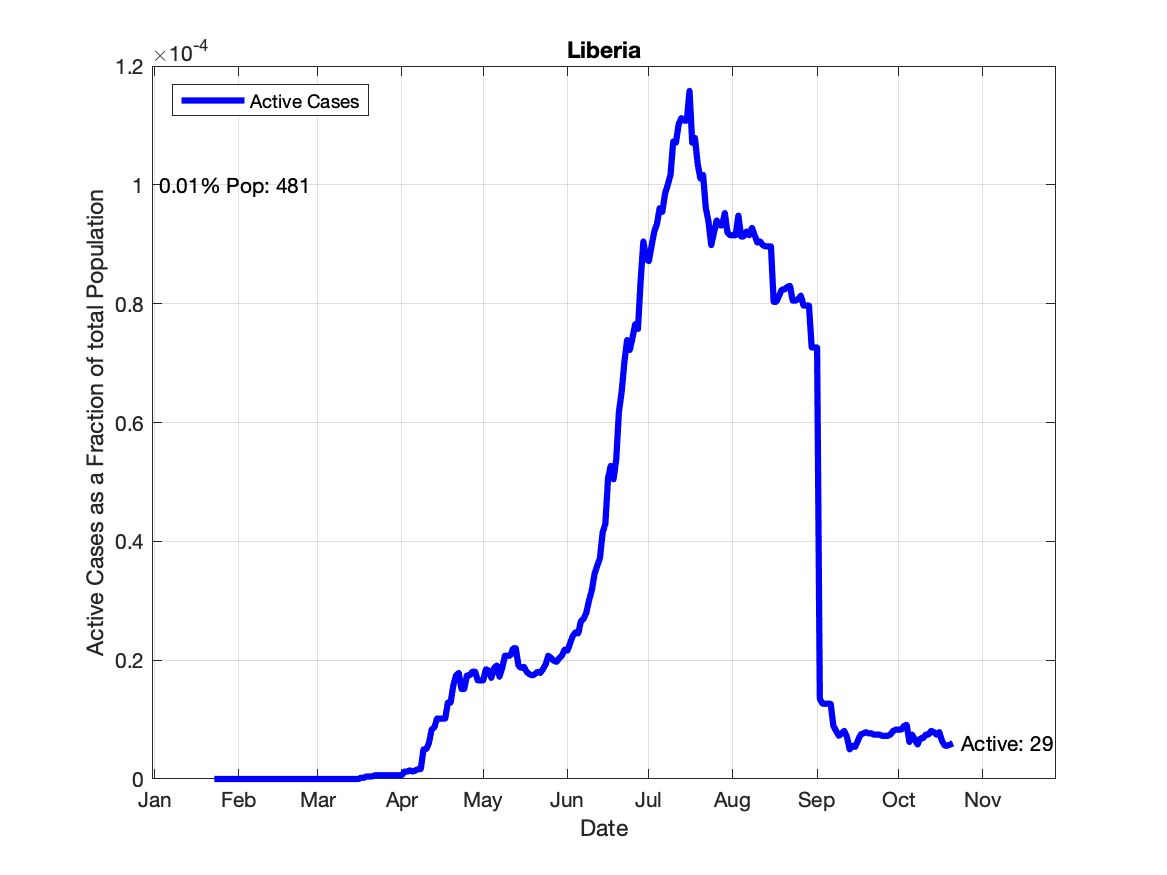 ×10-4
Liberia
1.2
Active Cases
1
0.01% Pop: 481
0.8
0.6
0.4
0.2
0
Active: 29
Active Cases as a Fraction of total Population
Jan Feb Mar Apr May Jun Jul Aug Sep Oct Nov
Date